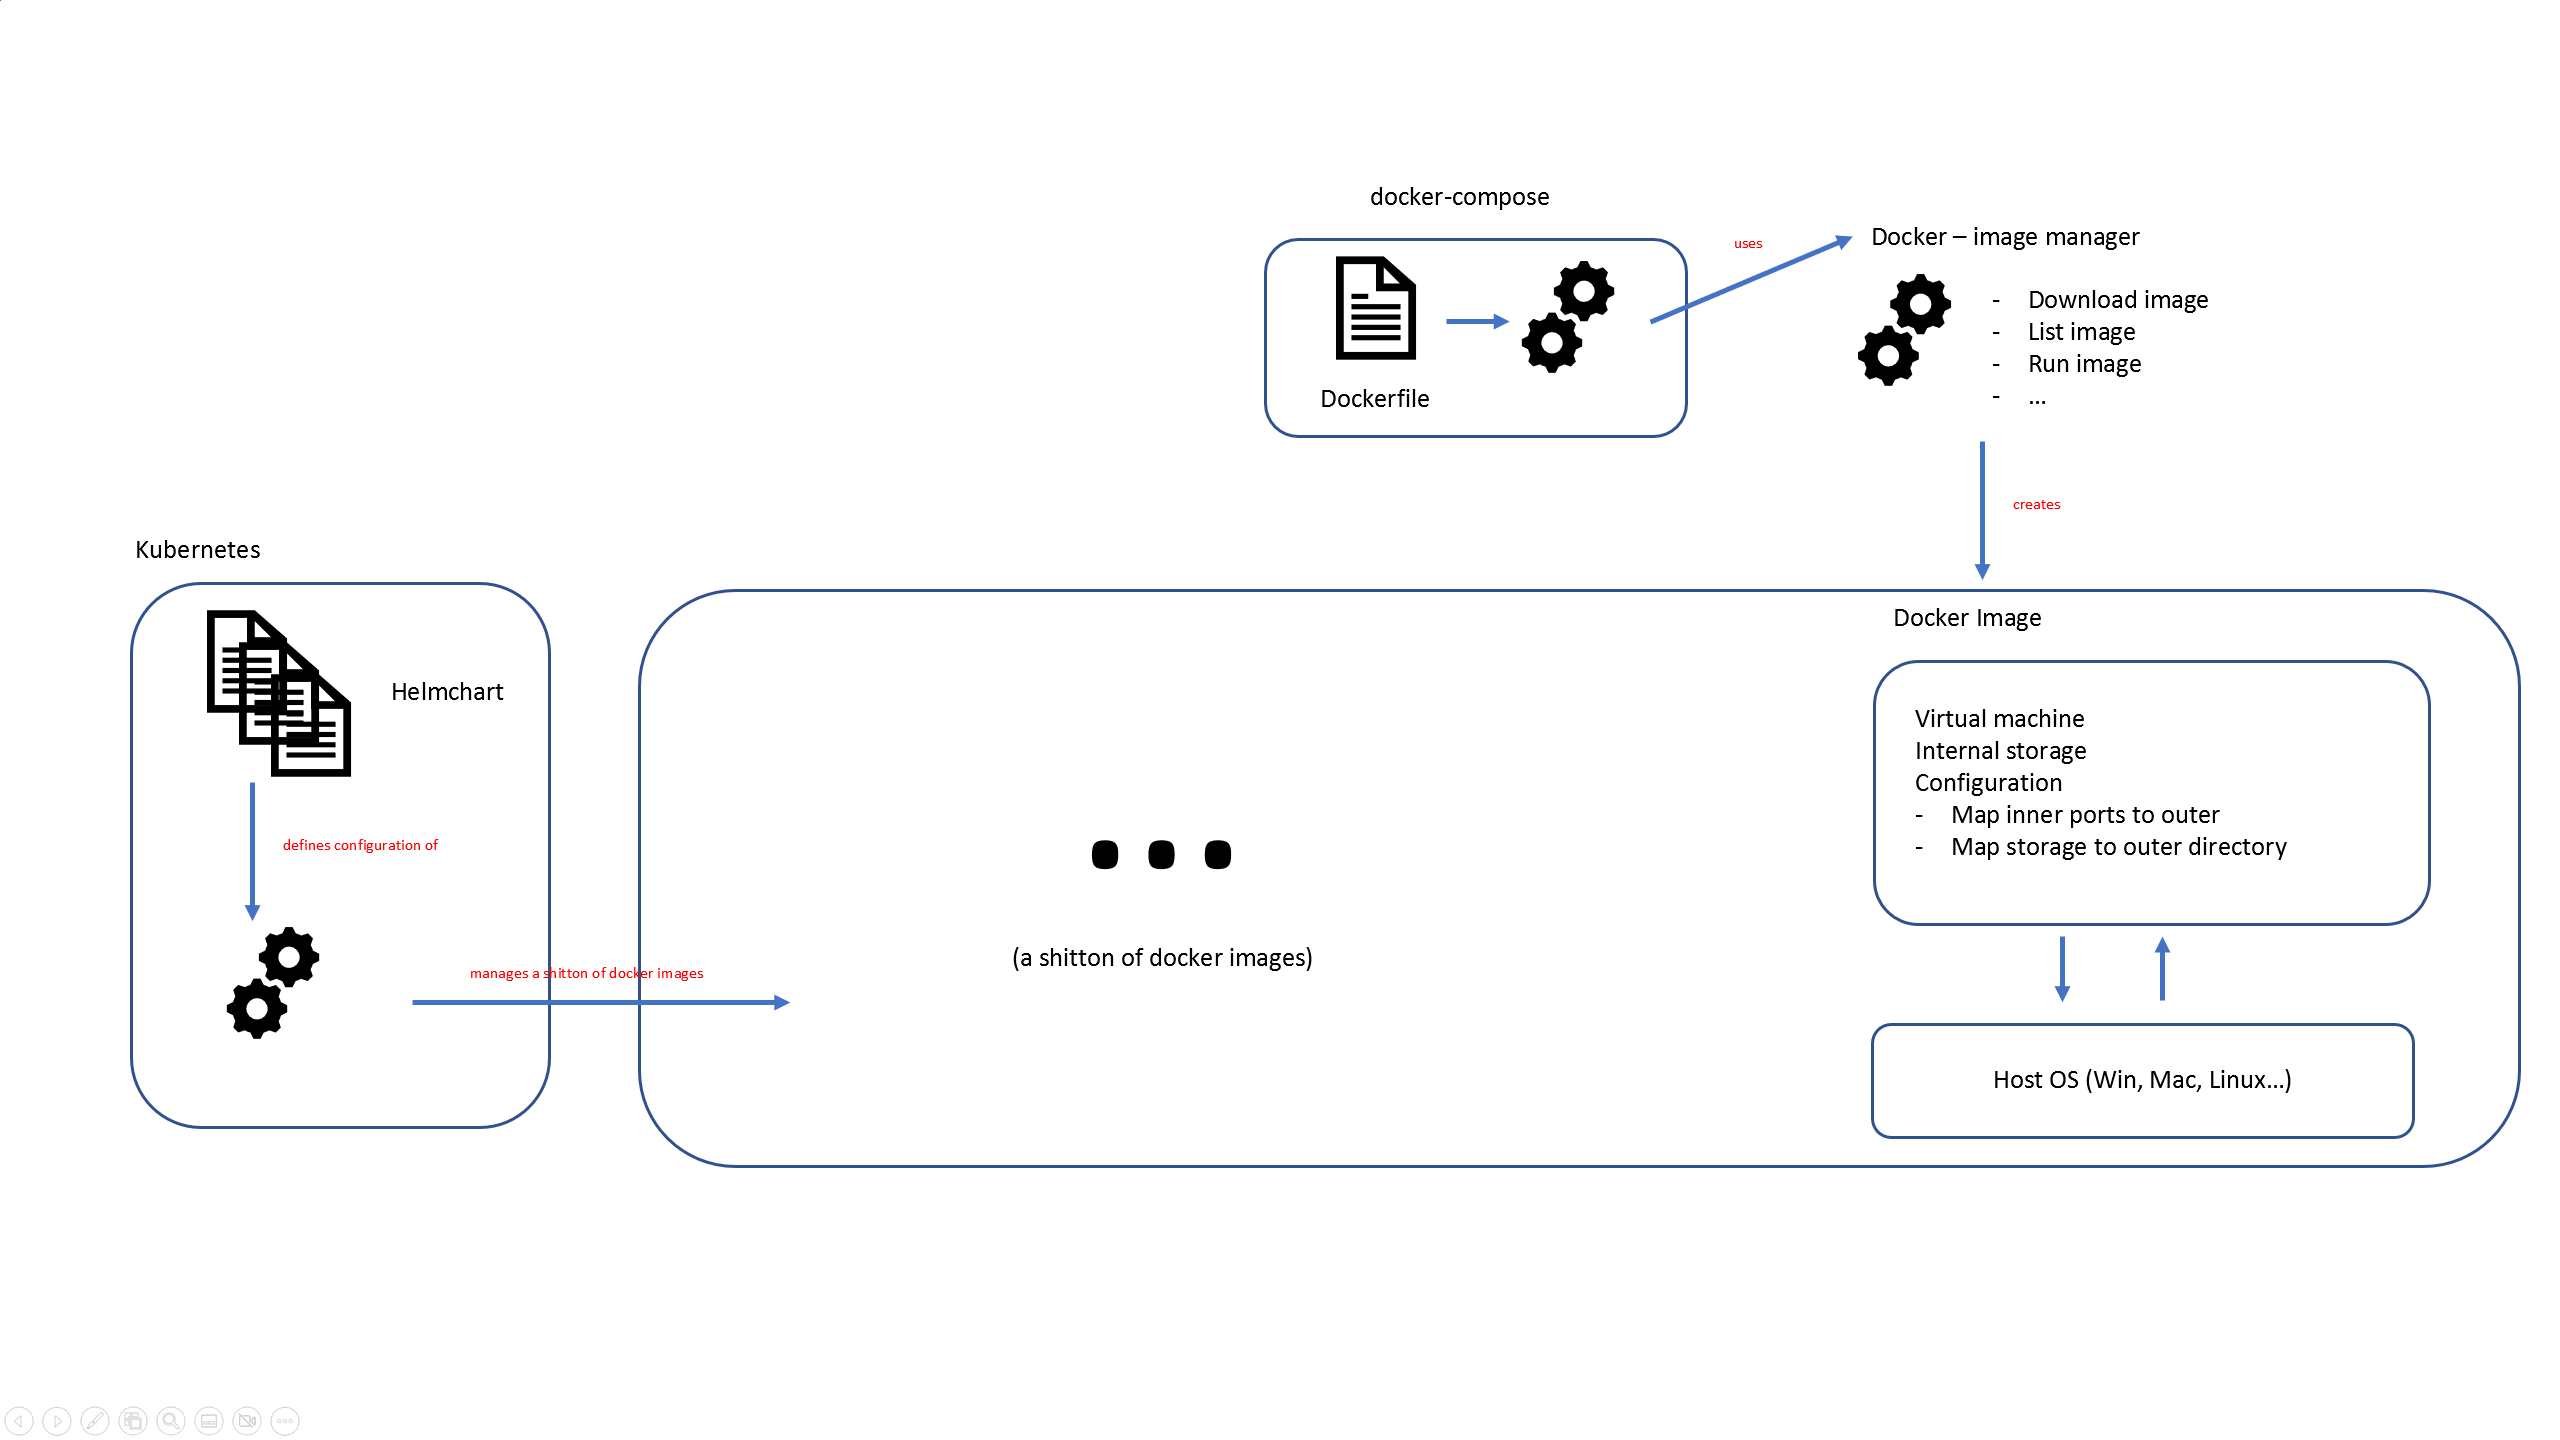 docker-compose
Dockerfile
uses
Docker – image manager
- Download image
- List image
- Run image
- ...
creates
Kubernetes
Helmchart
defines configuration of
manages a shitton of docker images
(a shitton of docker images)
Docker Image
Virtual machine
Internal storage
Configuration
- Map inner ports to outer
- Map storage to outer directory
Host OS (Win, Mac, Linux...)